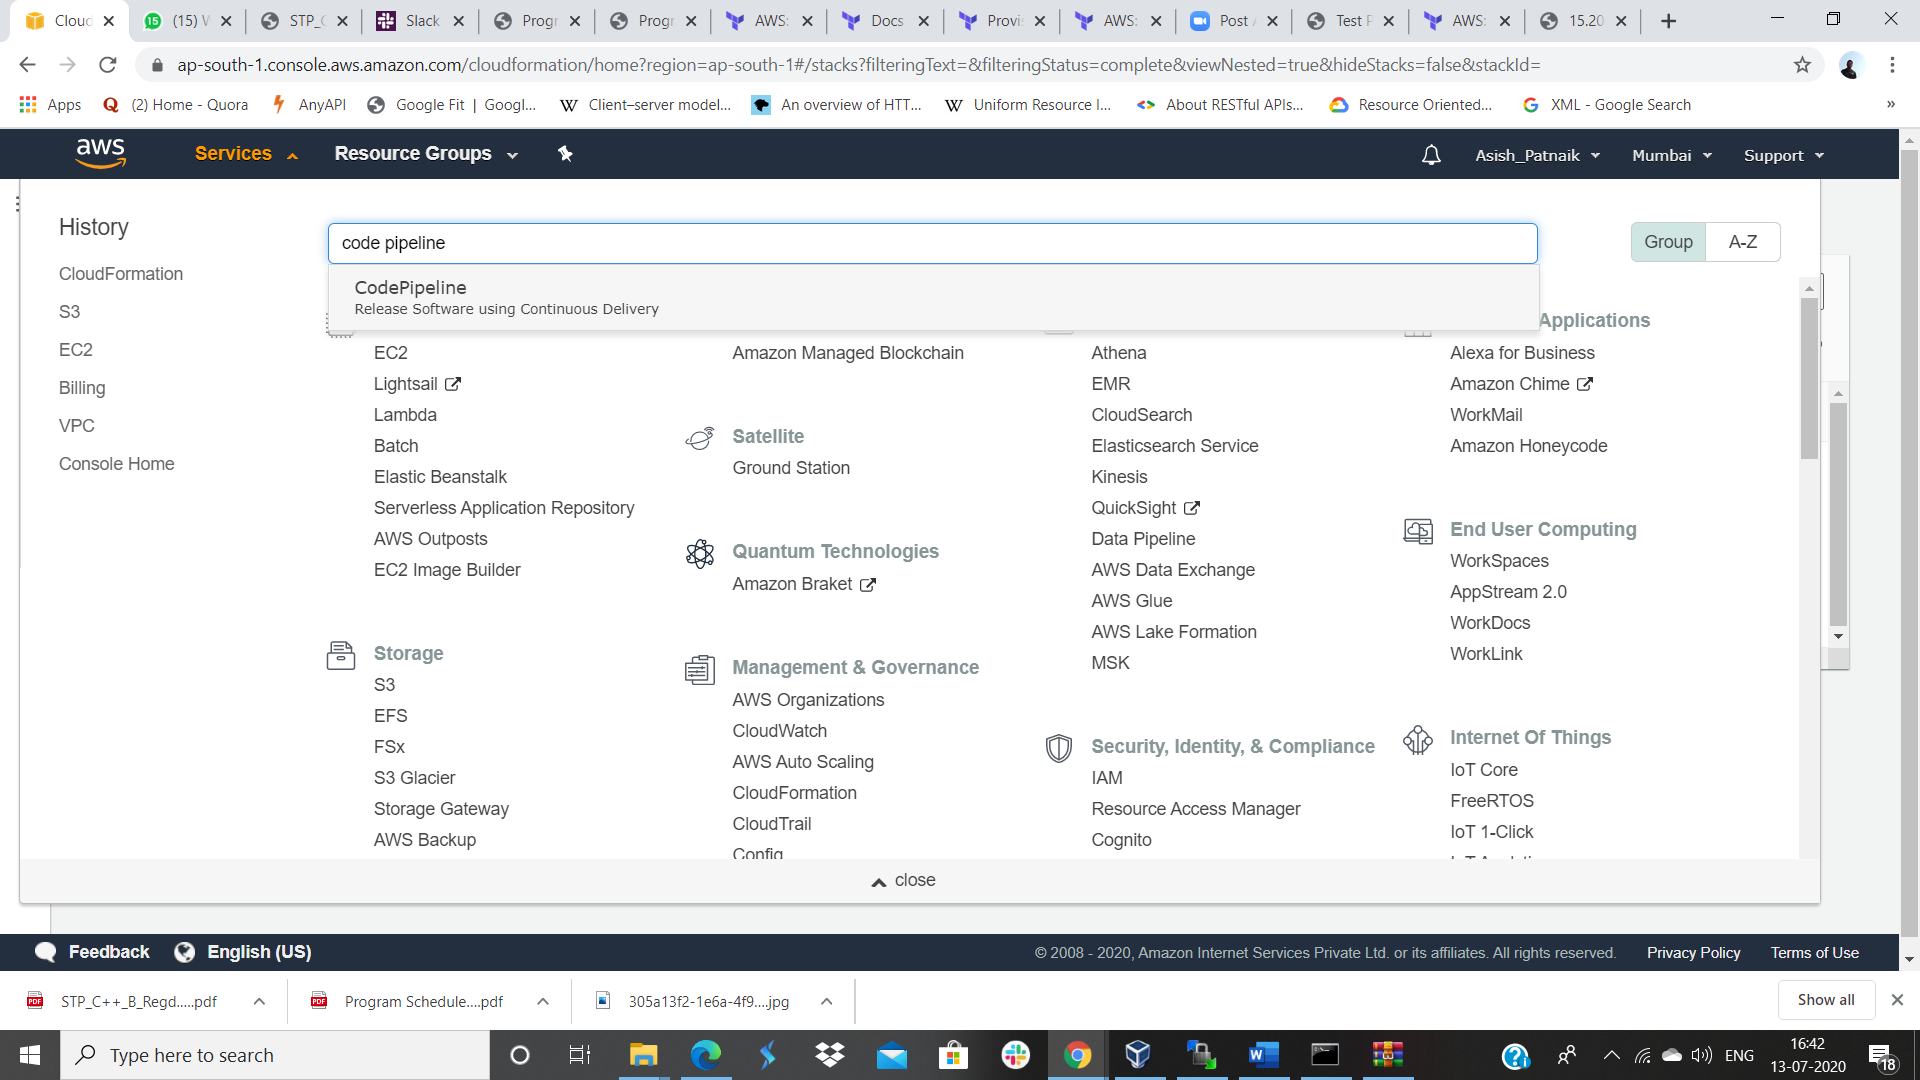 Cloud
(15) W
STP_C
Slack
Progr
Progr
AWS:
Docs
Provis
AWS:
Post A
Test P
AWS:
15.20
ap-south-1.console.aws.amazon.com/cloudformation/home?region=ap-south-1#/stacks?filteringText=&filteringStatus=complete&viewNested=true&hideStacks=false&stackId=
Apps
(2) Home - Quora
AnyAPI
Google Fit | Googl...
Client–server model...
An overview of HTT...
Uniform Resource I...
About RESTful APIs...
Resource Oriented...
XML - Google Search
aws
Services
Resource Groups
Asish_Patnaik
Mumbai
Support
History
CloudFormation
S3
EC2
Billing
VPC
Console Home
code pipeline
Group
A-Z
CodePipeline
Release Software using Continuous Delivery
EC2
Lightsail
Lambda
Batch
Elastic Beanstalk
Serverless Application Repository
AWS Outposts
EC2 Image Builder
Storage
S3
EFS
FSx
S3 Glacier
Storage Gateway
AWS Backup
Amazon Managed Blockchain
Satellite
Ground Station
Quantum Technologies
Amazon Braket
Management & Governance
AWS Organizations
CloudWatch
AWS Auto Scaling
CloudFormation
CloudTrail
Config
Athena
EMR
CloudSearch
Elasticsearch Service
Kinesis
QuickSight
Data Pipeline
AWS Data Exchange
AWS Glue
AWS Lake Formation
MSK
Security, Identity, & Compliance
IAM
Resource Access Manager
Cognito
Applications
Alexa for Business
Amazon Chime
WorkMail
Amazon Honeycode
End User Computing
WorkSpaces
AppStream 2.0
WorkDocs
WorkLink
Internet Of Things
IoT Core
FreeRTOS
IoT 1-Click
close
Feedback
English (US)
© 2008 - 2020, Amazon Internet Services Private Ltd. or its affiliates. All rights reserved.
Privacy Policy
Terms of Use
STP_C++_B_Regd.....pdf
Program Schedule....pdf
305a13f2-1e6a-4f9....jpg
Show all
Type here to search
ENG
16:42
13-07-2020
18